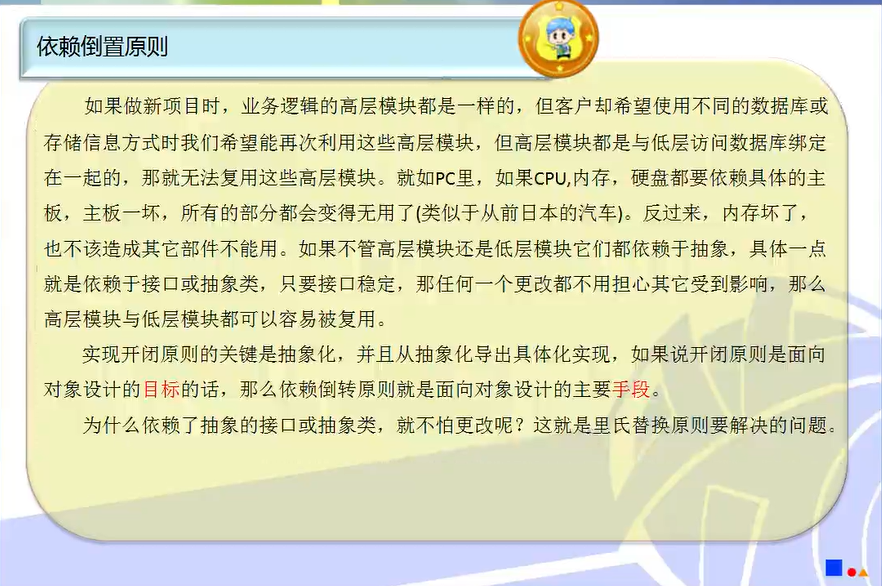 依赖倒置原则
如果做新项目时，业务逻辑的高层模块都是一样的，但客户却希望使用不同的数据库或
存储信息方式时我们希望能再次利用这些高层模块，但高层模块都是与低层访问数据库绑定
在一起的，那就无法复用这些高层模块。就如PC里，如果CPU,内存，硬盘都要依赖具体的主
板，主板一坏，所有的部分都会变得无用了(类似于从前日本的汽车)。反过来，内存坏了，
也不该造成其它部件不能用。如果不管高层模块还是低层模块它们都依赖于抽象，具体一点
就是依赖于接口或抽象类，只要接口稳定，那任何一个更改都不用担心其它受到影响，那么
高层模块与低层模块都可以容易被复用。
实现开闭原则的关键是抽象化，并且从抽象化导出具体化实现，如果说开闭原则是面向
对象设计的目标的话，那么依赖倒转原则就是面向对象设计的主要手段。
为什么依赖了抽象的接口或抽象类，就不怕更改呢？这就是里氏替换原则要解决的问题。